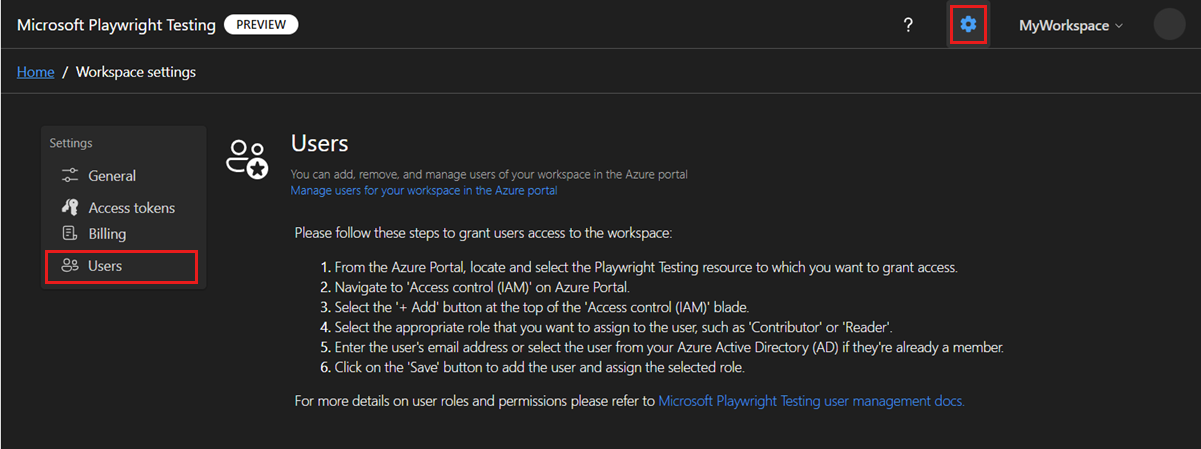 Microsoft Playwright Testing PREVIEW ? MyWorkspace
Home / Workspace settings
Settings
General
Access tokens
Billing
Users
Users
You can add, remove, and manage users of your workspace in the Azure portal
Manage users for your workspace in the Azure portal
Please follow these steps to grant users access to the workspace:
1. From the Azure Portal, locate and select the Playwright Testing resource to which you want to grant access.
2. Navigate to 'Access control (IAM)' on Azure Portal.
3. Select the '+ Add' button at the top of the 'Access control (IAM)' blade.
4. Select the appropriate role that you want to assign to the user, such as 'Contributor' or 'Reader'.
5. Enter the user's email address or select the user from your Azure Active Directory (AD) if they're already a member.
6. Click on the 'Save' button to add the user and assign the selected role.
For more details on user roles and permissions please refer to Microsoft Playwright Testing user management docs.